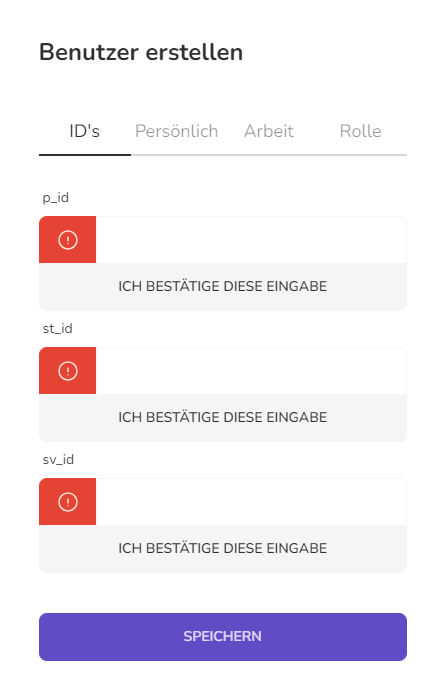 Benutzer erstellen
ID's Persönlich Arbeit Rolle
p_id
ICH BESTÄTIGE DIESE EINGABE
st_id
ICH BESTÄTIGE DIESE EINGABE
sv_id
ICH BESTÄTIGE DIESE EINGABE
SPEICHERN